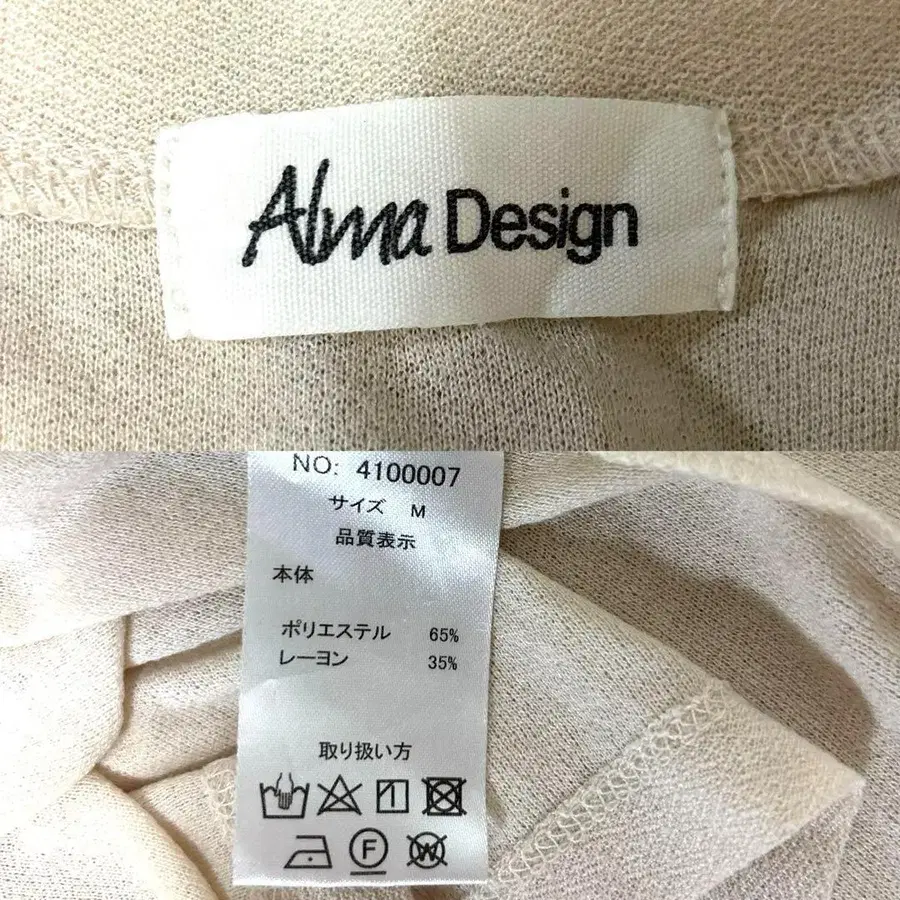 Alma Design
NO: 4100007
サイズ M
品質表示
本体
ポリエステル 65%
レーヨン 35%
取り扱い方
F W